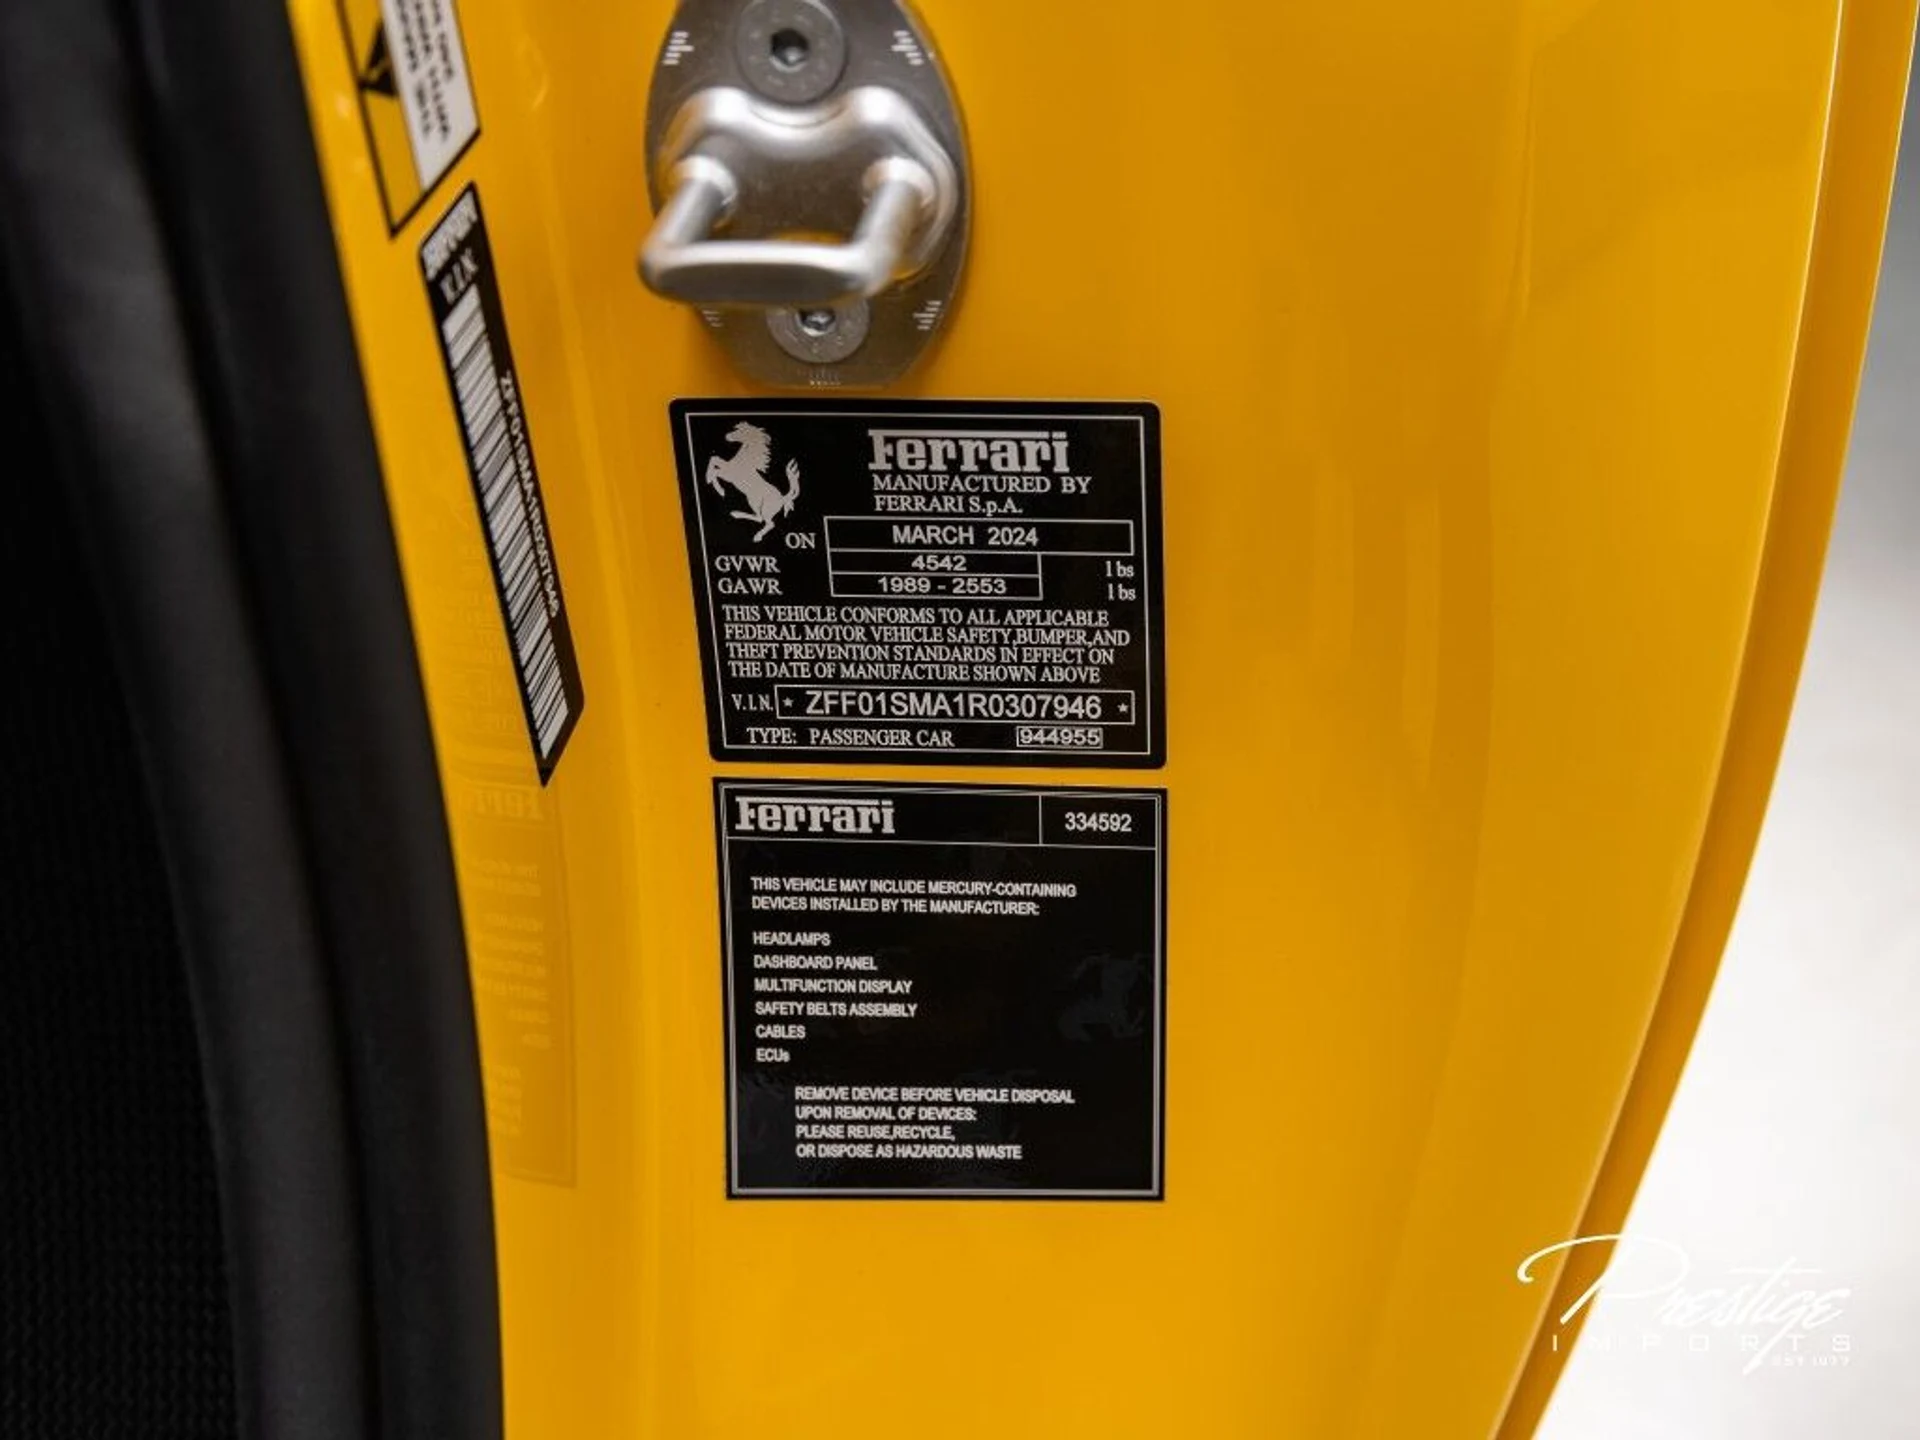 V.I.N.
ZFF01SMA1R0307946
Ferrari
MANUFACTURED BY
FERRARI S.p.A.
ON MARCH 2024
GVWR 4542 lbs
GAWR 1989 - 2553 lbs
THIS VEHICLE CONFORMS TO ALL APPLICABLE
FEDERAL MOTOR VEHICLE SAFETY,BUMPER,AND
THEFT PREVENTION STANDARDS IN EFFECT ON
THE DATE OF MANUFACTURE SHOWN ABOVE
V.I.N. * ZFF01SMA1R0307946 *
TYPE: PASSENGER CAR 944955
Ferrari 334592
THIS VEHICLE MAY INCLUDE MERCURY-CONTAINING
DEVICES INSTALLED BY THE MANUFACTURER:
HEADLAMPS
DASHBOARD PANEL
MULTIFUNCTION DISPLAY
SAFETY BELTS ASSEMBLY
CABLES
ECUs
REMOVE DEVICE BEFORE VEHICLE DISPOSAL
UPON REMOVAL OF DEVICES:
PLEASE REUSE,RECYCLE,
OR DISPOSE AS HAZARDOUS WASTE
Prestige
IMPORTS
EST 1977